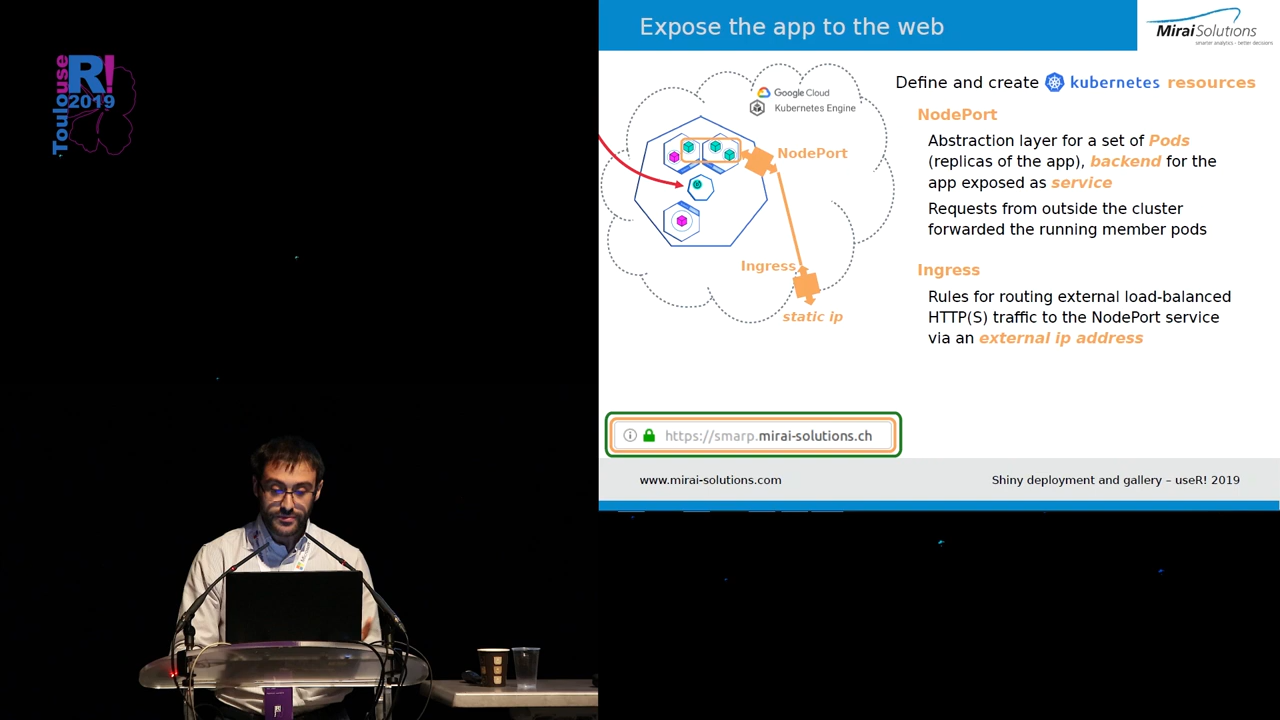 Toulouse
R!
2019
Expose the app to the web
MiraiSolutions
smarter analytics - better decisions
Google Cloud
Kubernetes Engine
NodePort
Ingress
static ip
Define and create kubernetes resources
NodePort
Abstraction layer for a set of Pods
(replicas of the app), backend for the
app exposed as service
Requests from outside the cluster
forwarded the running member pods
Ingress
Rules for routing external load-balanced
HTTP(S) traffic to the NodePort service
via an external ip address
https://smarp.mirai-solutions.ch
www.mirai-solutions.com
Shiny deployment and gallery – useR! 2019